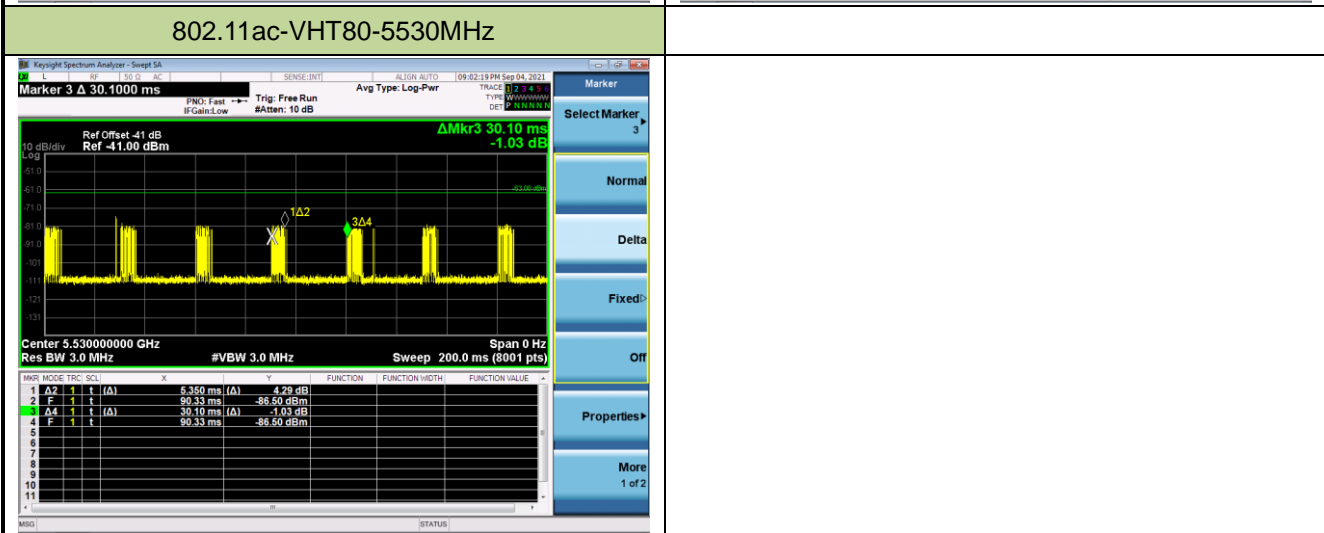 802.11ac-VHT80-5530MHz
Keysight Spectrum Analyzer - Swept SA
L RF 50 Ω AC SENSE:INT ALIGN AUTO 09:02:19 PM Sep 04, 2021
Marker 3 Δ 30.1000 ms
PNO: Fast
IFGain:Low
Trig: Free Run
#Atten: 10 dB
Avg Type: Log-Pwr
TRACE 1 2 3 4 5 6
TYPE WWWWWW
DET P N N N N N
Marker
Select Marker
3
Normal
Delta
Fixed
Off
Properties
More
1 of 2
ΔMkr3 30.10 ms
-1.03 dB
Ref Offset -41 dB
10 dB/div Ref -41.00 dBm
Log
-51.0
-61.0
-63.00 dBm
-71.0
1Δ2
3Δ4
-81.0
-91.0
-101
-111
-121
-131
Center 5.530000000 GHz Span 0 Hz
Res BW 3.0 MHz #VBW 3.0 MHz Sweep 200.0 ms (8001 pts)
MKR MODE TRC SCL X Y FUNCTION FUNCTION WIDTH FUNCTION VALUE
1 Δ2 1 t (Δ) 5.350 ms (Δ) 4.29 dB
2 F 1 t 90.33 ms -86.50 dBm
3 Δ4 1 t (Δ) 30.10 ms (Δ) -1.03 dB
4 F 1 t 90.33 ms -86.50 dBm
5
6
7
8
9
10
11
MSG STATUS